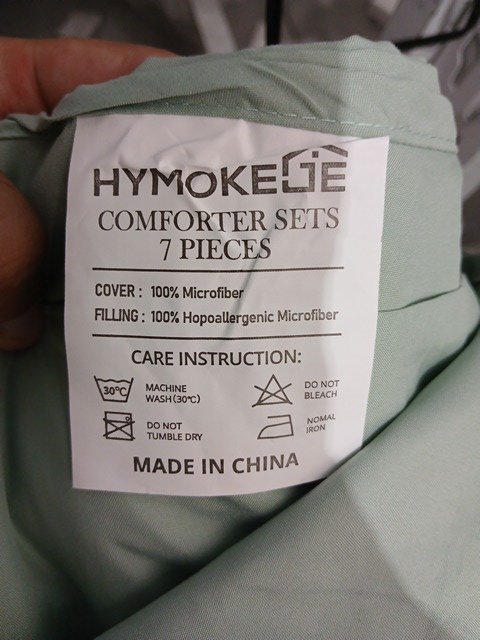 HYMOKEGE
COMFORTER SETS
7 PIECES
COVER: 100% Microfiber
FILLING: 100% Hopoallergenic Microfiber
CARE INSTRUCTION:
30°C MACHINE WASH(30℃)
DO NOT BLEACH
DO NOT TUMBLE DRY
NOMAL IRON
MADE IN CHINA